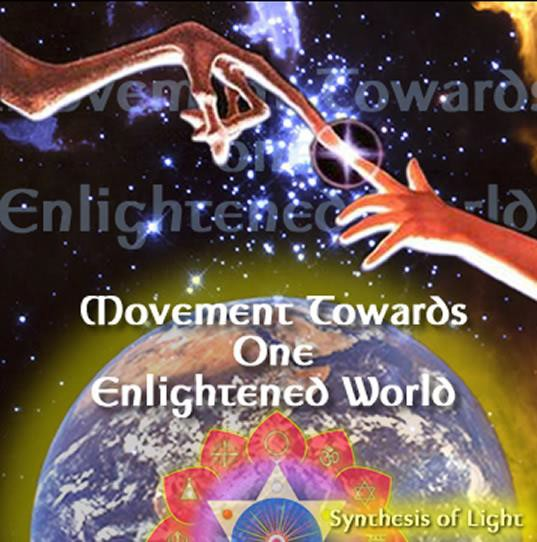 Movement Towards
One
Enlightened World
Movement Towards
One
Enlightened World
Synthesis of Light